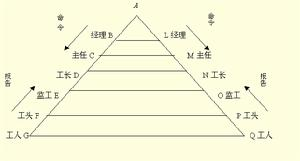 A
命令
命令
经理 B
L 经理
主任 C
M 主任
工长 D
N 工长
报告
报告
监工 E
O 监工
工头 F
P 工头
工人 G
Q 工人